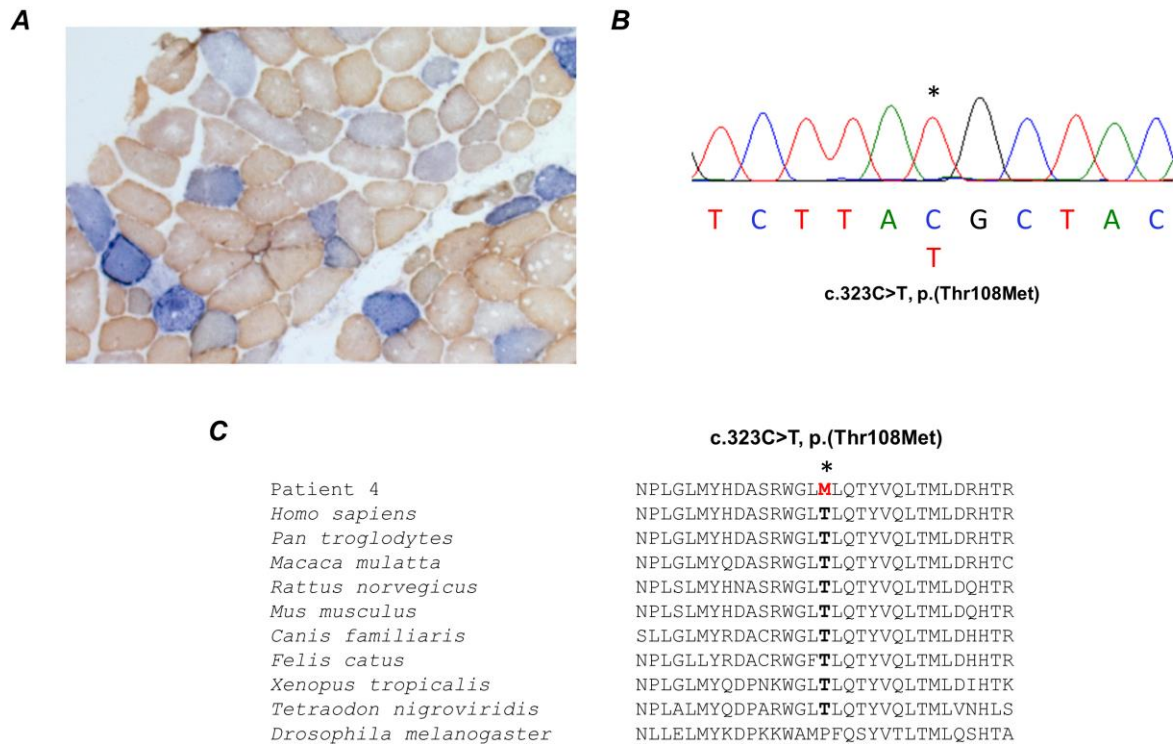 A
B
*
T C T T A C G C T A C
T
c.323C>T, p.(Thr108Met)
C
c.323C>T, p.(Thr108Met)
*
Patient 4 NPLGLMYHDASRWGLMLQTYVQLTMLDRHTR
Homo sapiens NPLGLMYHDASRWGLTLQTYVQLTMLDRHTR
Pan troglodytes NPLGLMYHDASRWGLTLQTYVQLTMLDRHTR
Macaca mulatta NPLGLMYQDASRWGLTLQTYVQLTMLDRHTC
Rattus norvegicus NPLSLMYHNASRWGLTLQTYVQLTMLDQHTR
Mus musculus NPLSLMYHDASRWGLTLQTYVQLTMLDQHTR
Canis familiaris SLLGLMYRDACRWGLTLQTYVQLTMLDHHTR
Felis catus NPLGLLYRDACRWGFTLQTYVQLTMLDHHTR
Xenopus tropicalis NPLGLMYQDPNKWGLTLQTYVQLTMLDIHTK
Tetraodon nigroviridis NPLALMYQDPARWGLTLQTYVQLTMLVNHLS
Drosophila melanogaster NLLELMYKDPKKWAMPFQSYVTLTMLQSHTA